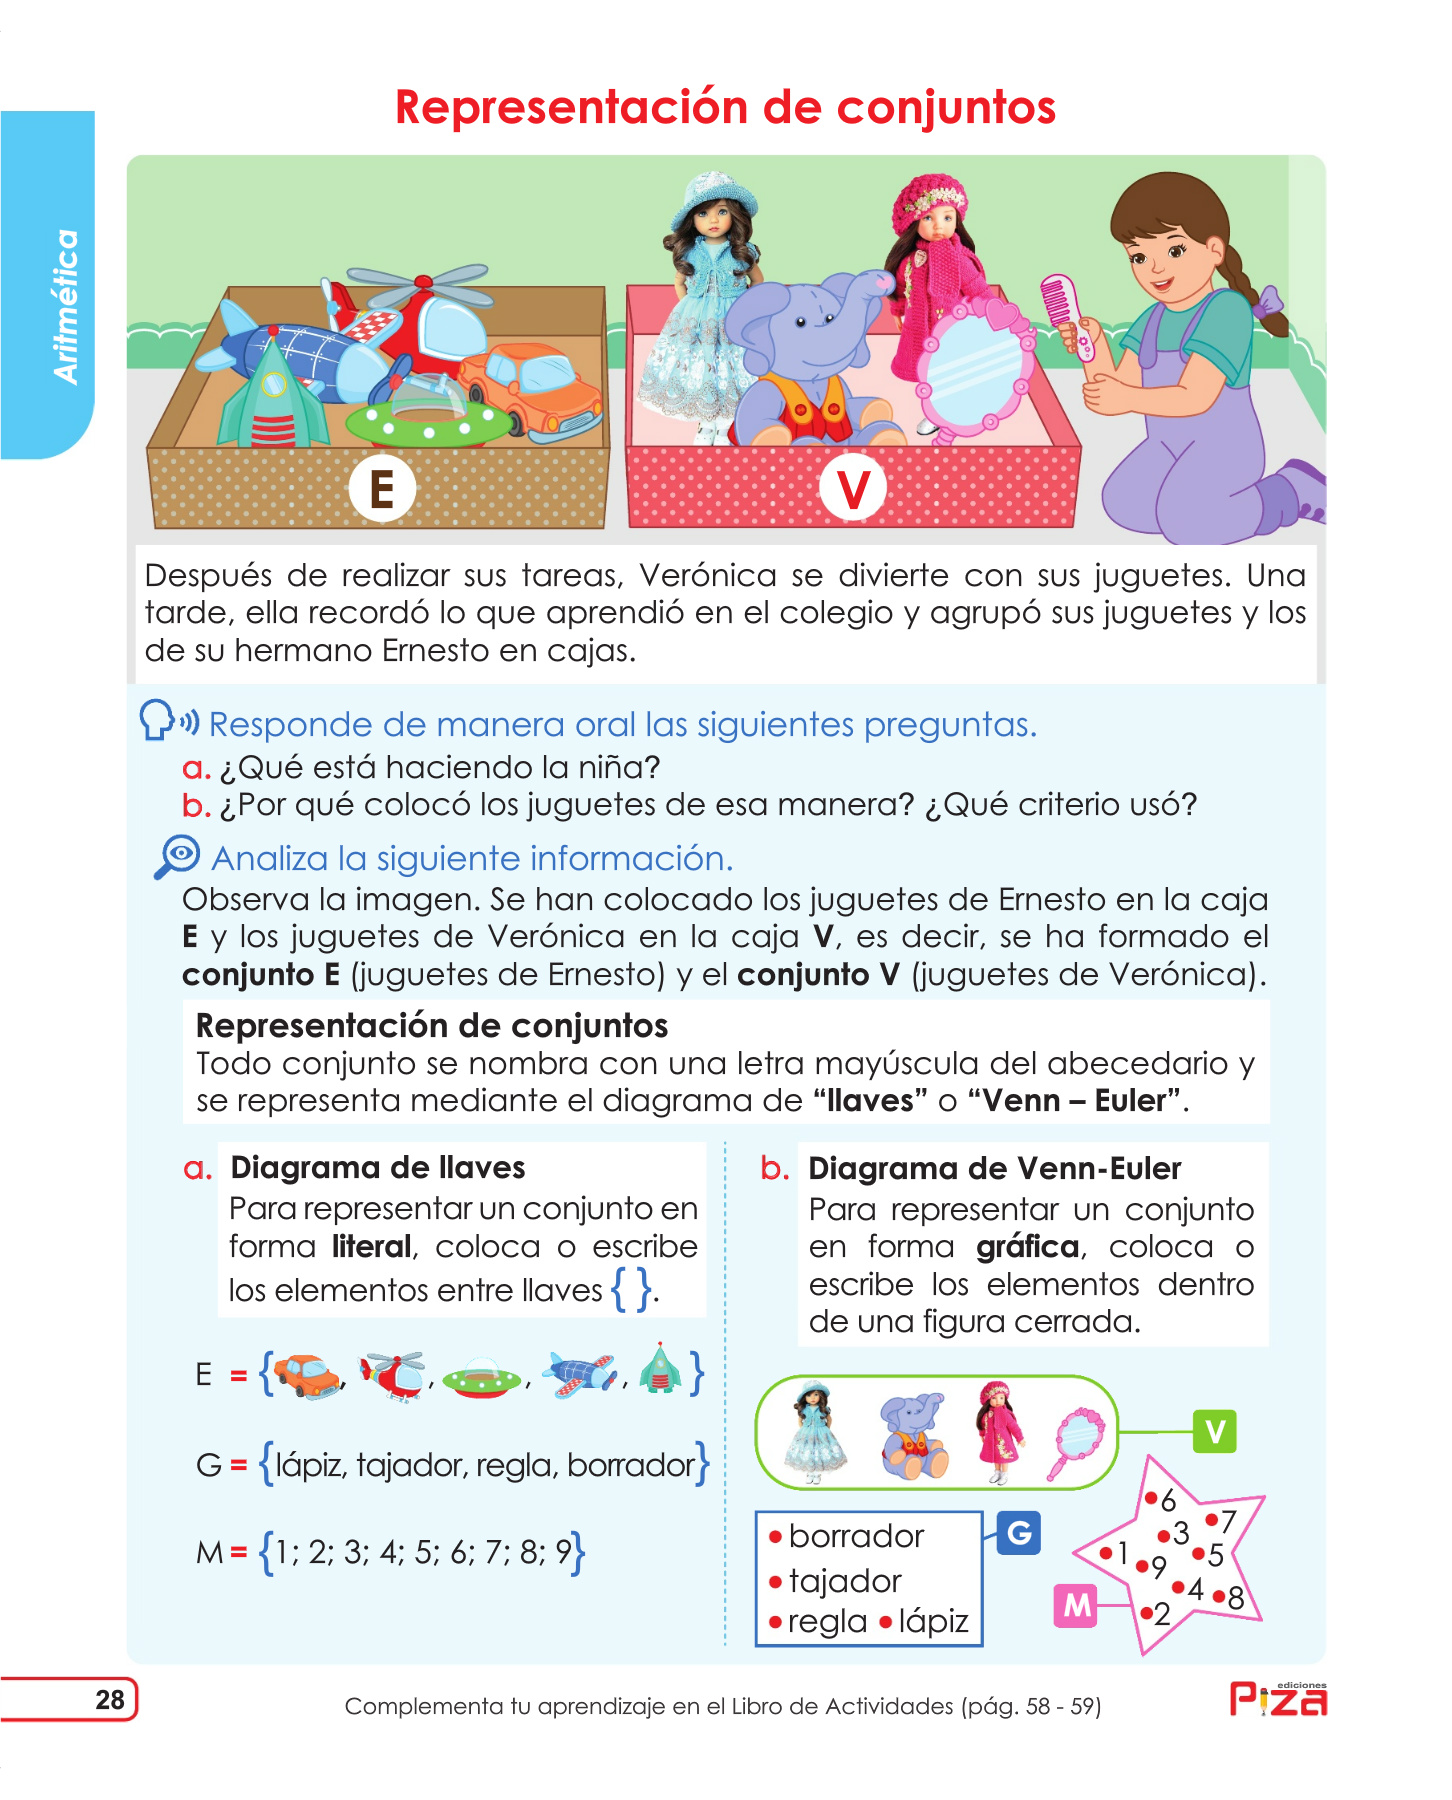 Representación de conjuntos
Aritmética
E
V
Después de realizar sus tareas, Verónica se divierte con sus juguetes. Una
tarde, ella recordó lo que aprendió en el colegio y agrupó sus juguetes y los
de su hermano Ernesto en cajas.
Responde de manera oral las siguientes preguntas.
a. ¿Qué está haciendo la niña?
b. ¿Por qué colocó los juguetes de esa manera? ¿Qué criterio usó?
Analiza la siguiente información.
Observa la imagen. Se han colocado los juguetes de Ernesto en la caja
E y los juguetes de Verónica en la caja V, es decir, se ha formado el
conjunto E (juguetes de Ernesto) y el conjunto V (juguetes de Verónica).
Representación de conjuntos
Todo conjunto se nombra con una letra mayúscula del abecedario y
se representa mediante el diagrama de “llaves” o “Venn – Euler”.
a. Diagrama de llaves
Para representar un conjunto en
forma literal, coloca o escribe
los elementos entre llaves { }.
E = { , , , , }
G = {lápiz, tajador, regla, borrador}
M = {1; 2; 3; 4; 5; 6; 7; 8; 9}
b. Diagrama de Venn-Euler
Para representar un conjunto
en forma gráfica, coloca o
escribe los elementos dentro
de una figura cerrada.
V
• borrador
• tajador
• regla • lápiz
G
•6
•7
•3
•1
•5
•9
•4
•8
•2
M
28
Complementa tu aprendizaje en el Libro de Actividades (pág. 58 - 59)
ediciones
Piza